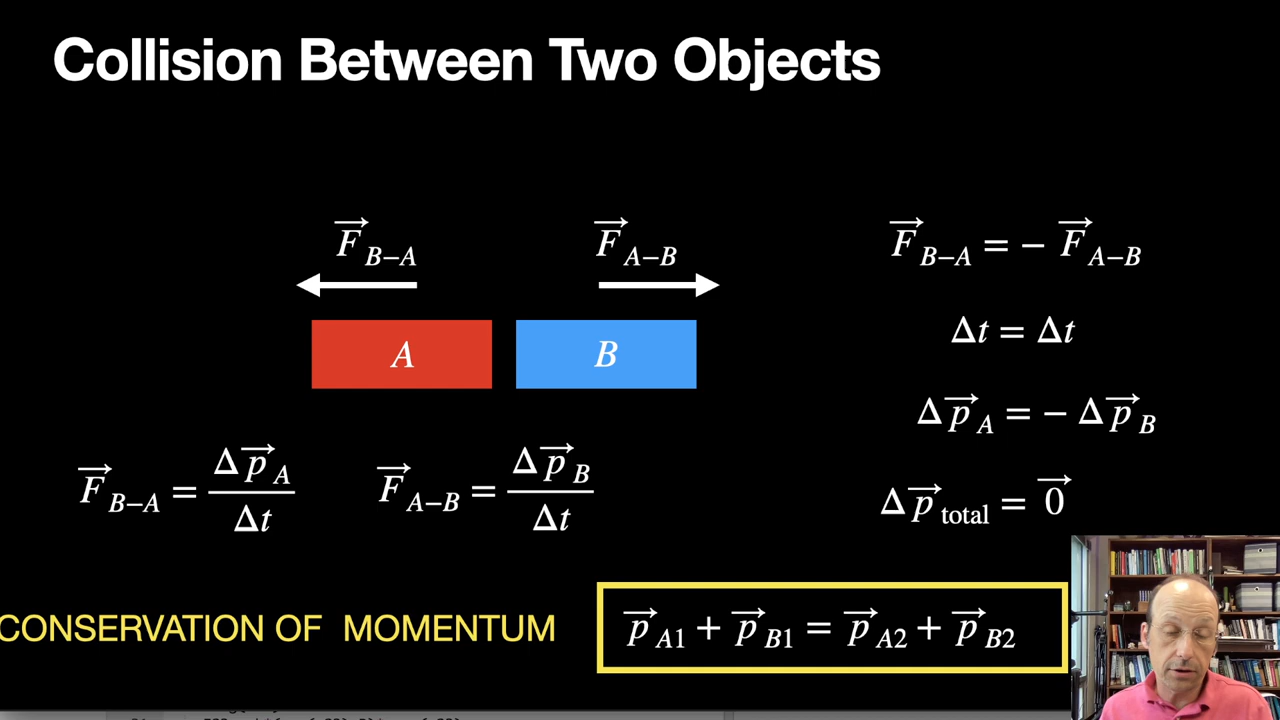 Collision Between Two Objects
F⃗ B−A
F⃗ A−B
A
B
F⃗ B−A = Δp⃗ A / Δt
F⃗ A−B = Δp⃗ B / Δt
F⃗ B−A = − F⃗ A−B
Δt = Δt
Δp⃗ A = − Δp⃗ B
Δp⃗ total = 0⃗
CONSERVATION OF MOMENTUM
p⃗ A1 + p⃗ B1 = p⃗ A2 + p⃗ B2